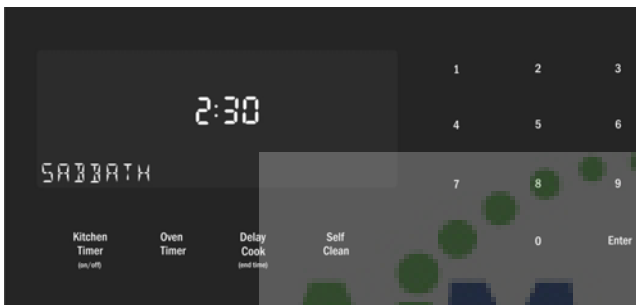 2:30
SABBATH
1 2 3
4 5 6
7 8 9
0 Enter
Kitchen Timer (on/off)
Oven Timer
Delay Cook (end time)
Self Clean